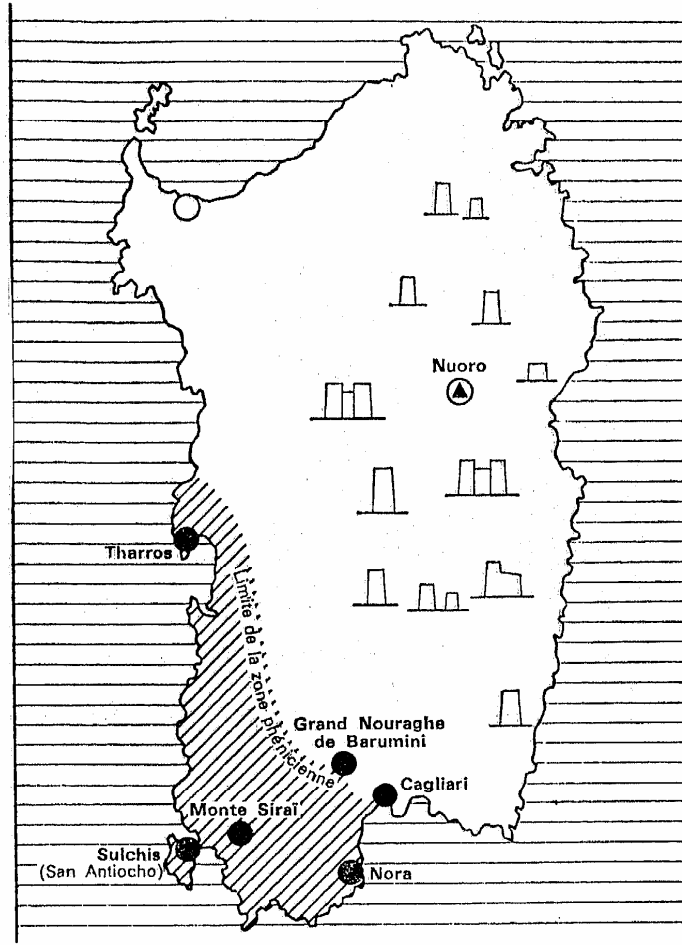 Nuoro
Tharros
Limite de la zone phénicienne
Grand Nouraghe
de Barumini
Cagliari
Monte Siraï
Sulchis
(San Antiocho)
Nora